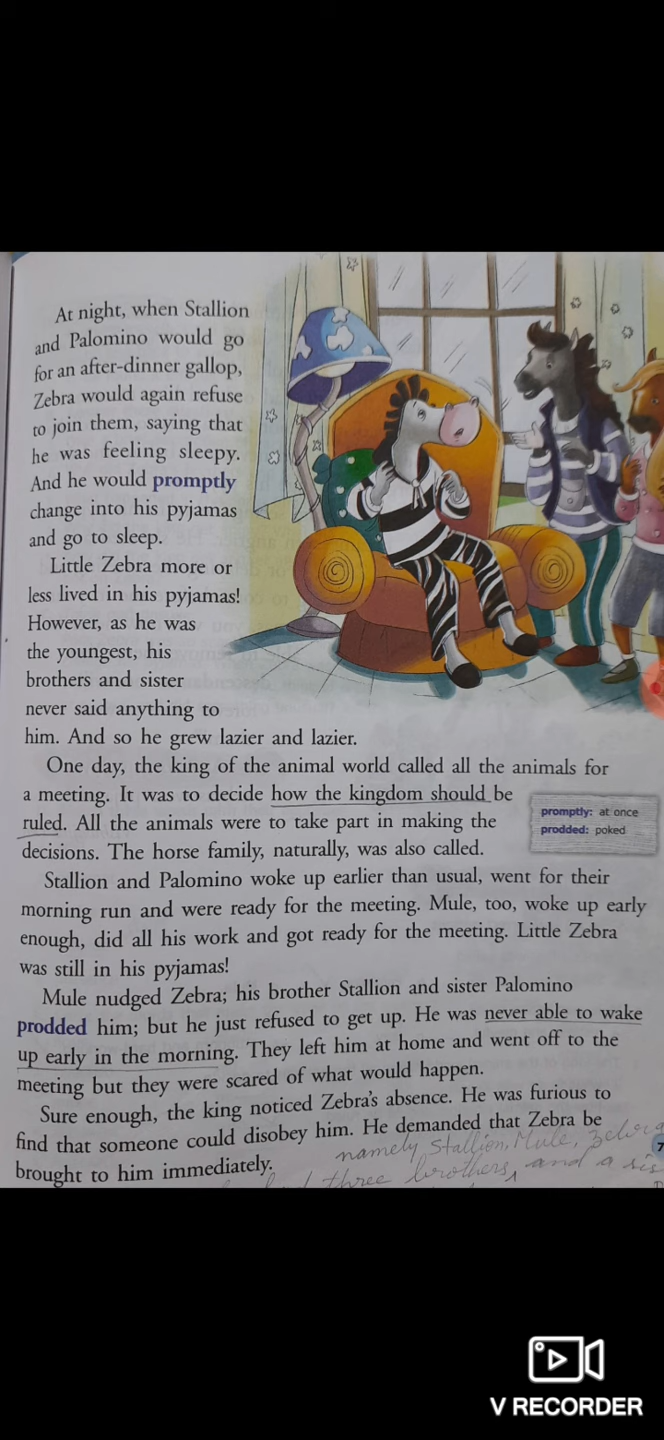 At night, when Stallion
and Palomino would go
for an after-dinner gallop,
Zebra would again refuse
to join them, saying that
he was feeling sleepy.
And he would promptly
change into his pyjamas
and go to sleep.
Little Zebra more or
less lived in his pyjamas!
However, as he was
the youngest, his
brothers and sister
never said anything to
him. And so he grew lazier and lazier.
One day, the king of the animal world called all the animals for
a meeting. It was to decide how the kingdom should be
ruled. All the animals were to take part in making the
decisions. The horse family, naturally, was also called.
promptly: at once
prodded: poked
Stallion and Palomino woke up earlier than usual, went for their
morning run and were ready for the meeting. Mule, too, woke up early
enough, did all his work and got ready for the meeting. Little Zebra
was still in his pyjamas!
Mule nudged Zebra; his brother Stallion and sister Palomino
prodded him; but he just refused to get up. He was never able to wake
up early in the morning. They left him at home and went off to the
meeting but they were scared of what would happen.
Sure enough, the king noticed Zebra's absence. He was furious to
find that someone could disobey him. He demanded that Zebra be
brought to him immediately.
namely Stallion, Mule, Zebra
three brothers, and a sis
7
V RECORDER